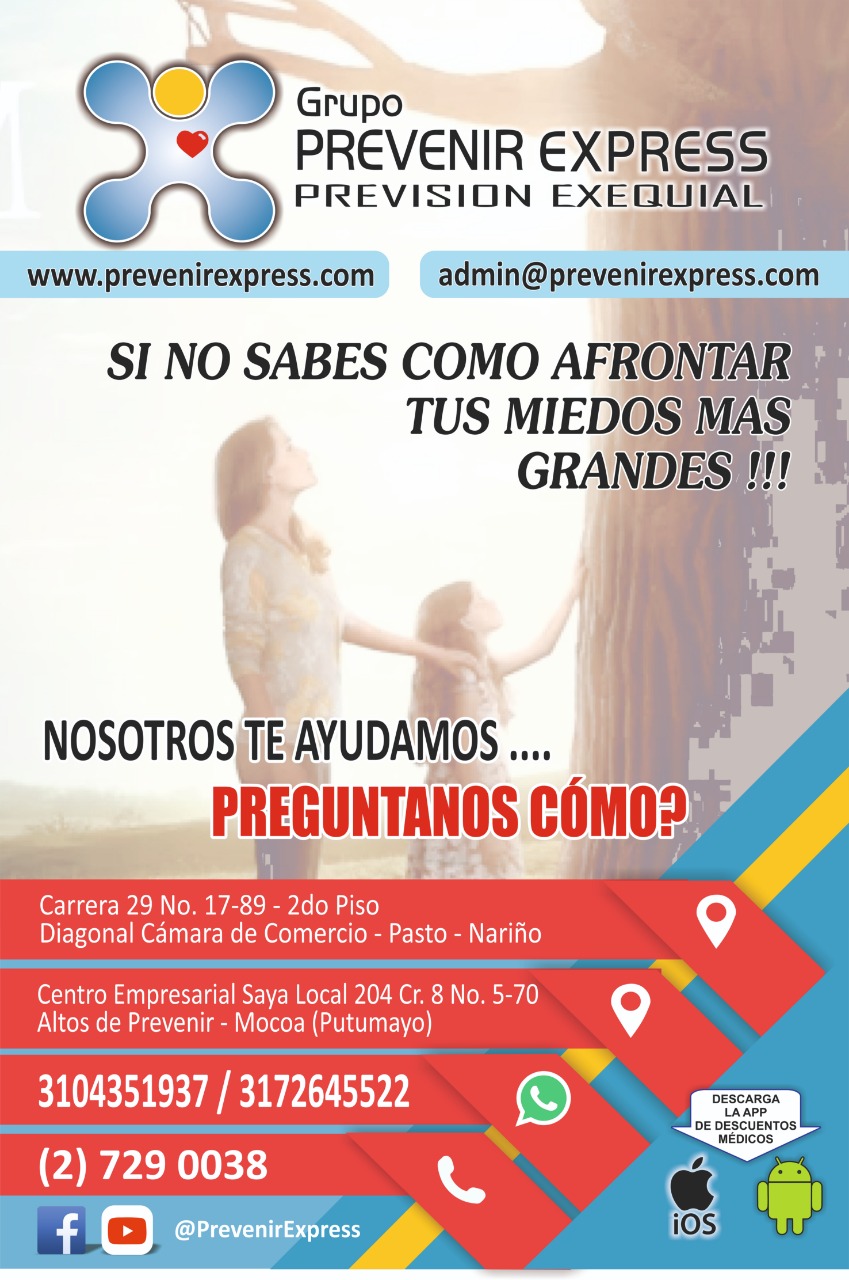 Grupo
PREVENIR EXPRESS
PREVISION EXEQUIAL
www.prevenirexpress.com
admin@prevenirexpress.com
SI NO SABES COMO AFRONTAR
TUS MIEDOS MAS
GRANDES !!!
NOSOTROS TE AYUDAMOS ....
PREGUNTANOS CÓMO?
Carrera 29 No. 17-89 - 2do Piso
Diagonal Cámara de Comercio - Pasto - Nariño
Centro Empresarial Saya Local 204 Cr. 8 No. 5-70
Altos de Prevenir - Mocoa (Putumayo)
3104351937 / 3172645522
(2) 729 0038
@PrevenirExpress
DESCARGA
LA APP
DE DESCUENTOS
MÉDICOS
iOS